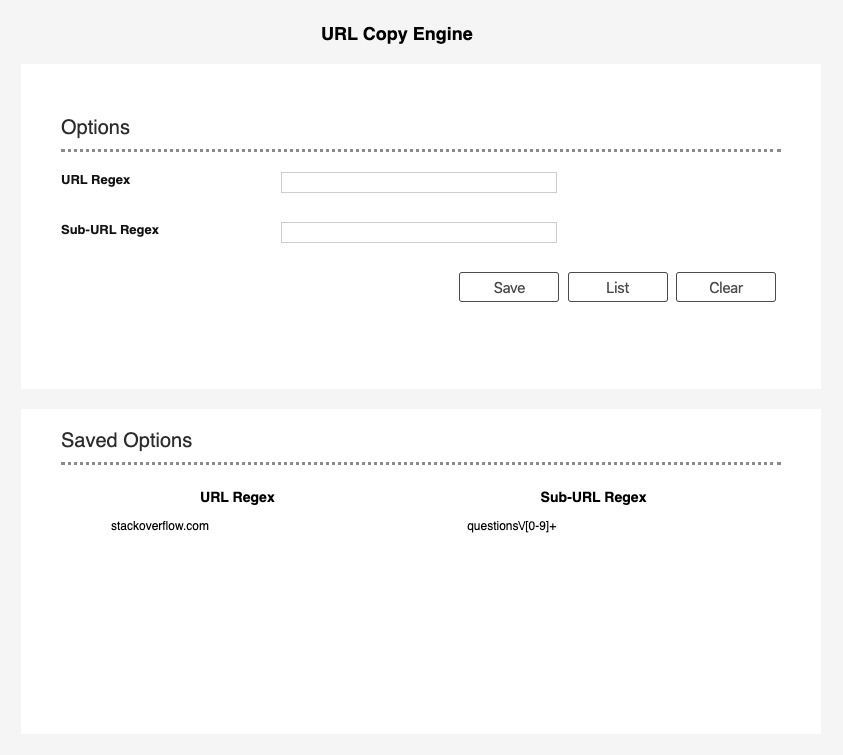 URL Copy Engine
Options
URL Regex
Sub-URL Regex
Save List Clear
Saved Options
URL Regex Sub-URL Regex
stackoverflow.com questions\/[0-9]+